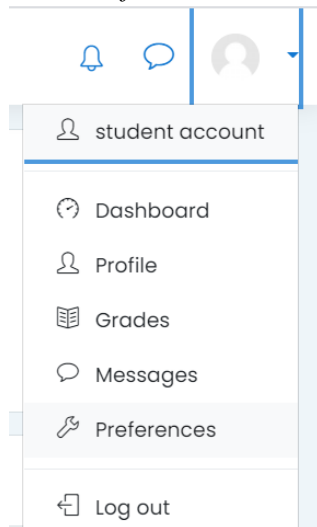 student account
Dashboard
Profile
Grades
Messages
Preferences
Log out